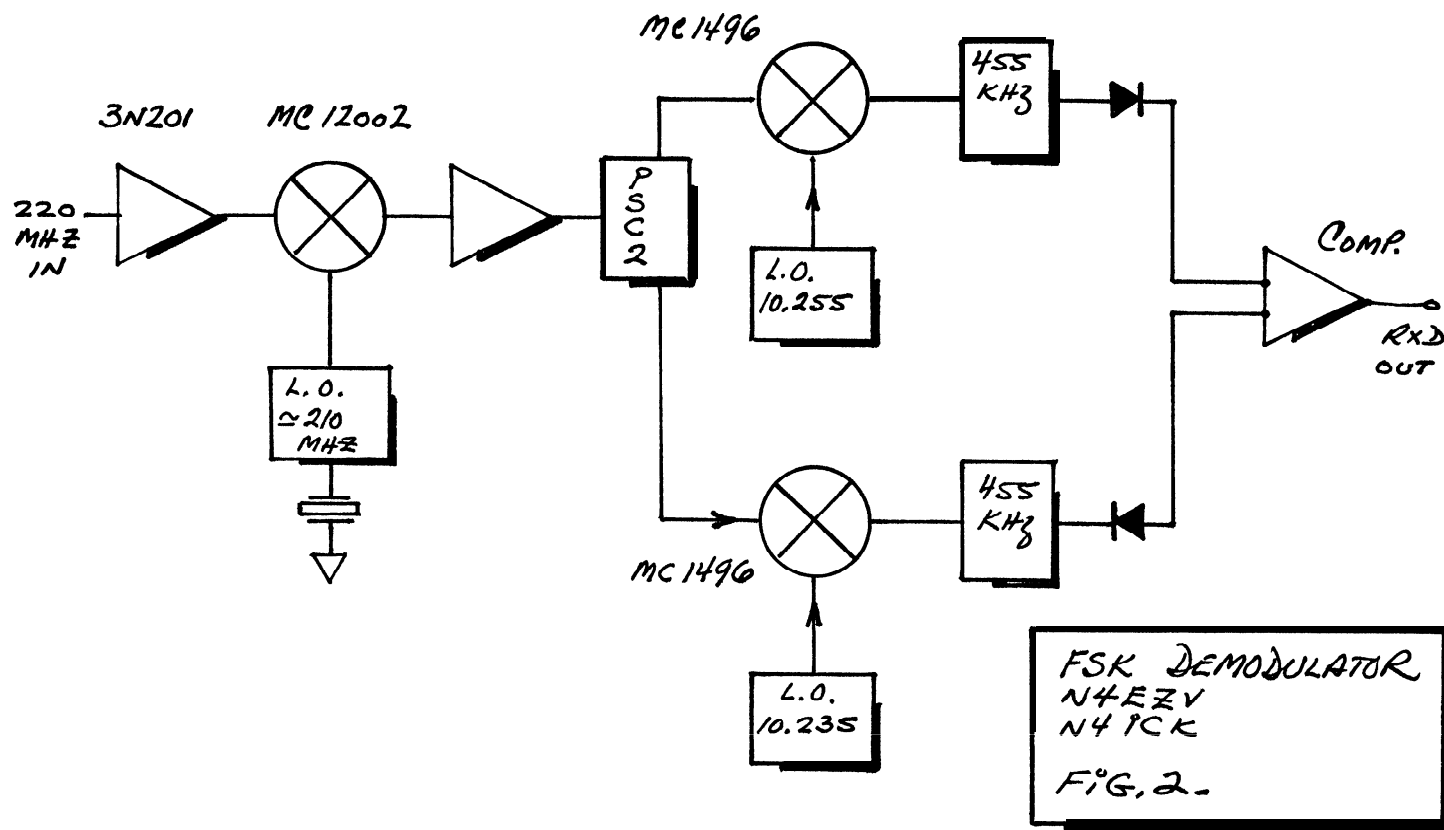 MC1496
455
KHz
3N201
MC12002
220
MHZ
IN
P
S
C
2
L.O.
10.255
COMP.
RXD
OUT
L.O.
≃210
MHZ
MC1496
455
KHz
L.O.
10.235
FSK DEMODULATOR
N4EZV
N4ICK
FIG. 2-